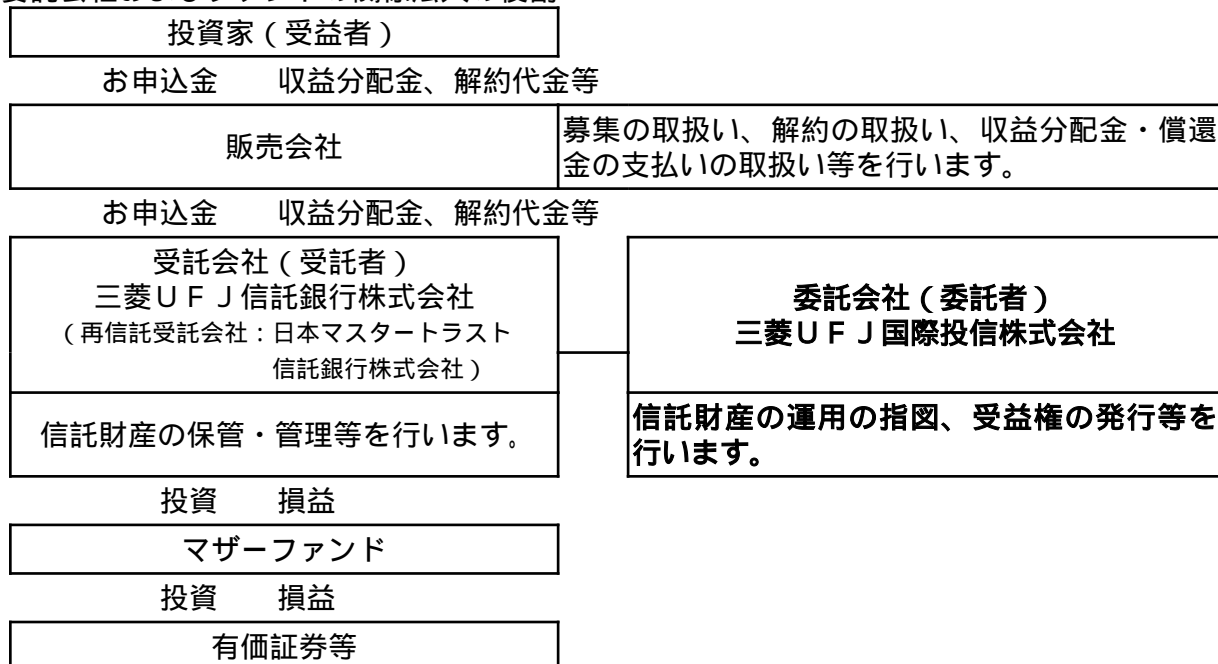 投資家（受益者）
お申込金　　収益分配金、解約代金等
販売会社
募集の取扱い、解約の取扱い、収益分配金・償還
金の支払いの取扱い等を行います。
お申込金　　収益分配金、解約代金等
受託会社（受託者）
三菱ＵＦＪ信託銀行株式会社
（再信託受託会社：日本マスタートラスト
信託銀行株式会社）
委託会社（委託者）
三菱ＵＦＪ国際投信株式会社
信託財産の保管・管理等を行います。
信託財産の運用の指図、受益権の発行等を
行います。
投資　　損益
マザーファンド
投資　　損益
有価証券等